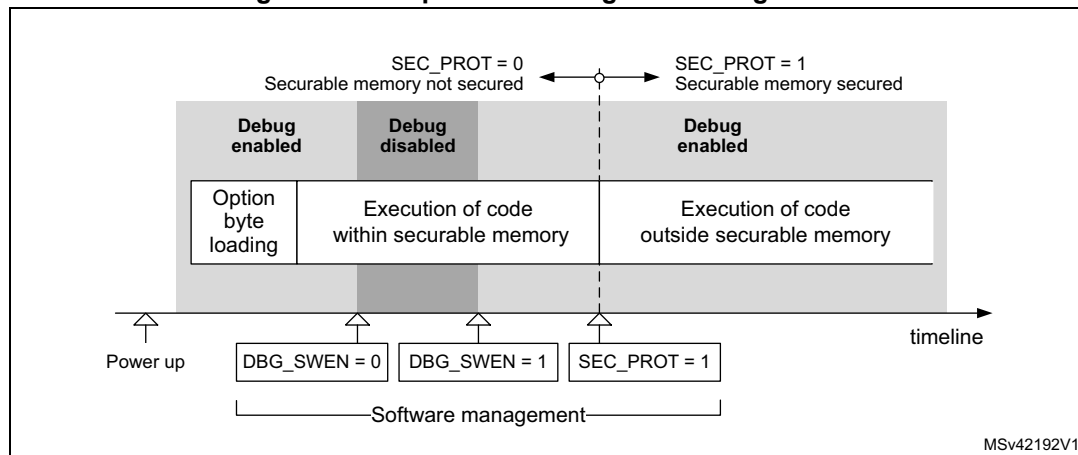 SEC_PROT = 0
Securable memory not secured
SEC_PROT = 1
Securable memory secured
Debug
enabled
Debug
disabled
Debug
enabled
Option
byte
loading
Execution of code
within securable memory
Execution of code
outside securable memory
timeline
Power up
DBG_SWEN = 0
DBG_SWEN = 1
SEC_PROT = 1
Software management
MSv42192V1